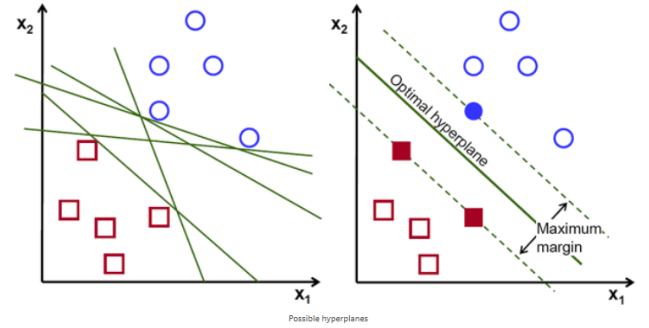 X₂
X₁
X₂
Optimal hyperplane
Maximum
margin
X₁
Possible hyperplanes